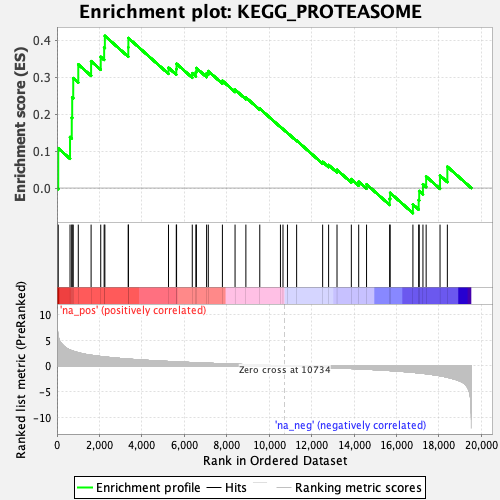 Enrichment plot: KEGG_PROTEASOME
Enrichment score (ES)
0.4
0.3
0.2
0.1
0.0
'na_pos' (positively correlated)
Ranked list metric (PreRanked)
10
5
0
-5
-10
Zero cross at 10734
'na_neg' (negatively correlated)
0
2,000
4,000
6,000
8,000
10,000
12,000
14,000
16,000
18,000
20,000
Rank in Ordered Dataset
Enrichment profile
Hits
Ranking metric scores